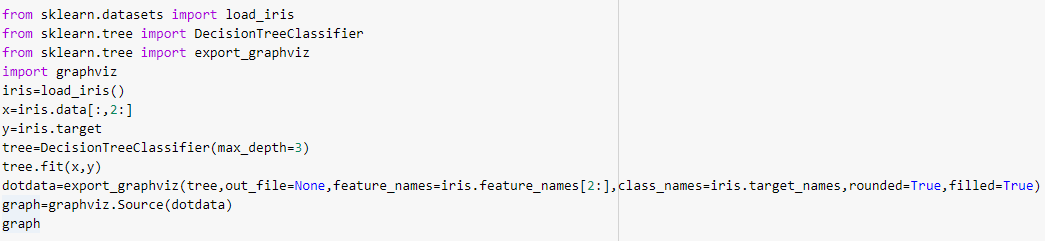 from sklearn.datasets import load_iris
from sklearn.tree import DecisionTreeClassifier
from sklearn.tree import export_graphviz
import graphviz
iris=load_iris()
x=iris.data[:,2:]
y=iris.target
tree=DecisionTreeClassifier(max_depth=3)
tree.fit(x,y)
dotdata=export_graphviz(tree,out_file=None,feature_names=iris.feature_names[2:],class_names=iris.target_names,rounded=True,filled=True)
graph=graphviz.Source(dotdata)
graph